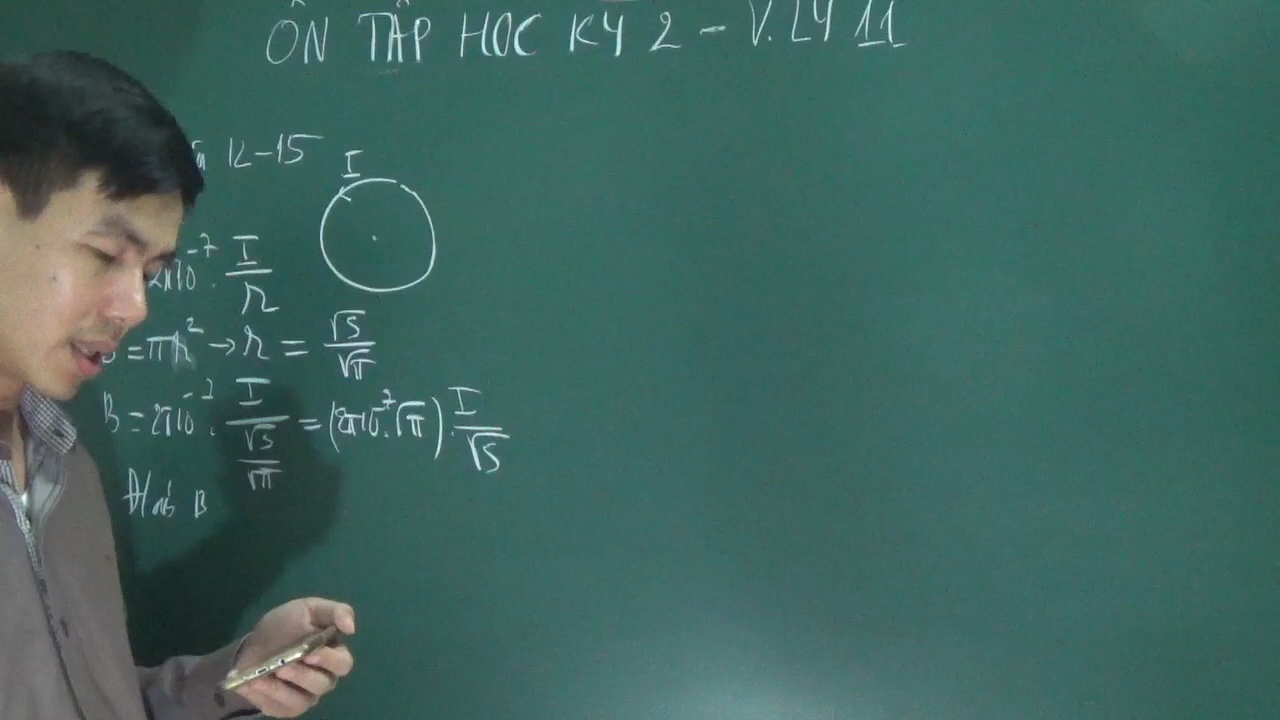 ÔN TẬP HỌC KỲ 2 - V.LÝ 11
12-15
I
2π10⁻⁷. I/r
= πr² → r = √S/√π
B = 2π10⁻⁷. I/(√S/√π) = (2π10⁻⁷.√π). I/√S
B